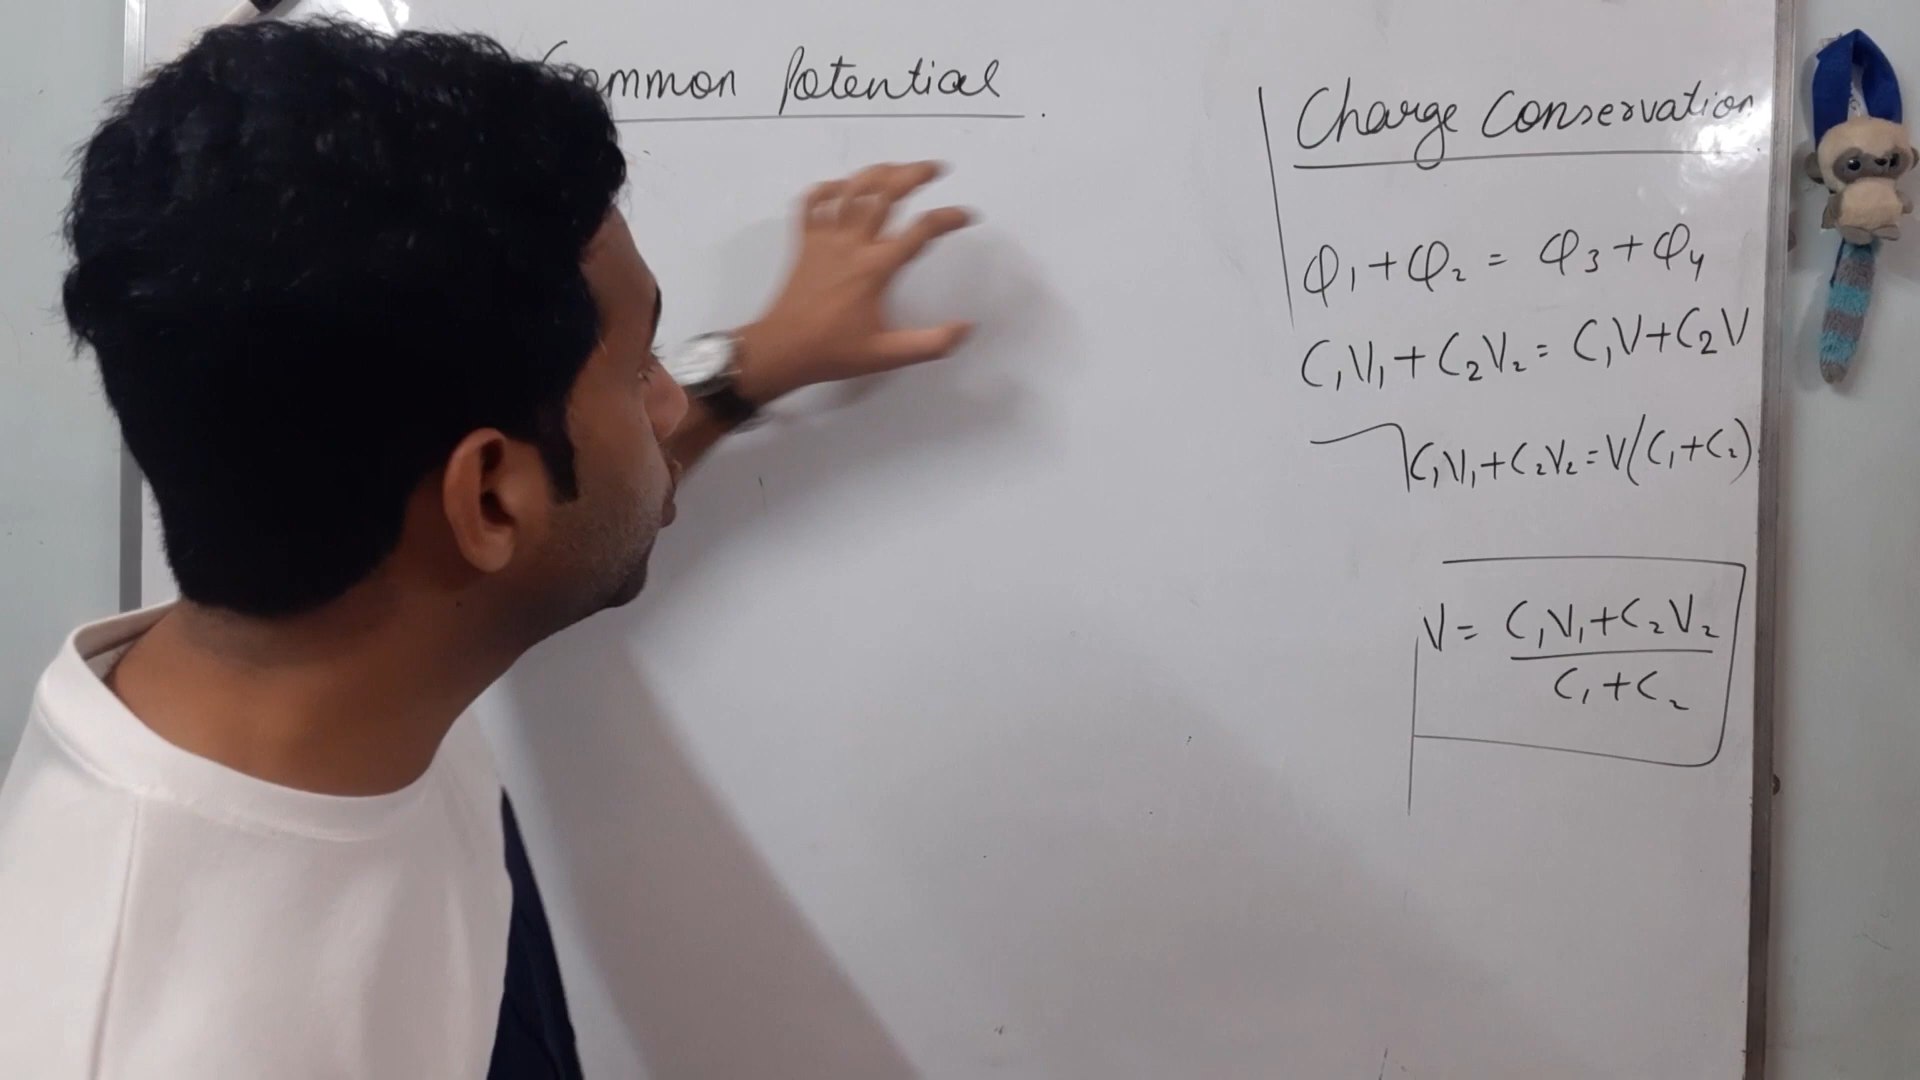 Common Potential
Charge Conservation
Q₁+Q₂ = Q₃+Q₄
C₁V₁+C₂V₂ = C₁V+C₂V
C₁V₁+C₂V₂=V(C₁+C₂)
V = C₁V₁+C₂V₂
C₁+C₂